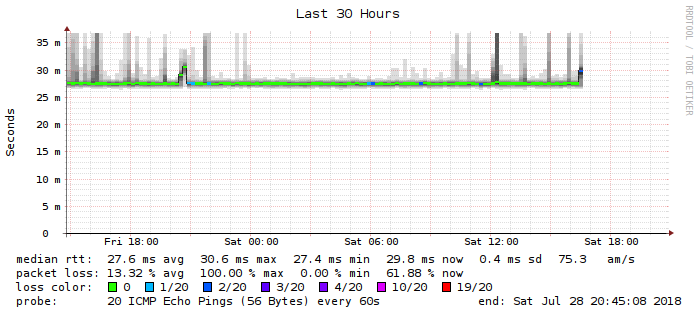 Last 30 Hours
RRDTOOL / TOBI OETIKER
Seconds
35 m
30 m
25 m
20 m
15 m
10 m
5 m
0
Fri 18:00 Sat 00:00 Sat 06:00 Sat 12:00 Sat 18:00
median rtt: 27.6 ms avg 30.6 ms max 27.4 ms min 29.8 ms now 0.4 ms sd 75.3 am/s
packet loss: 13.32 % avg 100.00 % max 0.00 % min 61.88 % now
loss color: 0 1/20 2/20 3/20 4/20 10/20 19/20
probe: 20 ICMP Echo Pings (56 Bytes) every 60s end: Sat Jul 28 20:45:08 2018